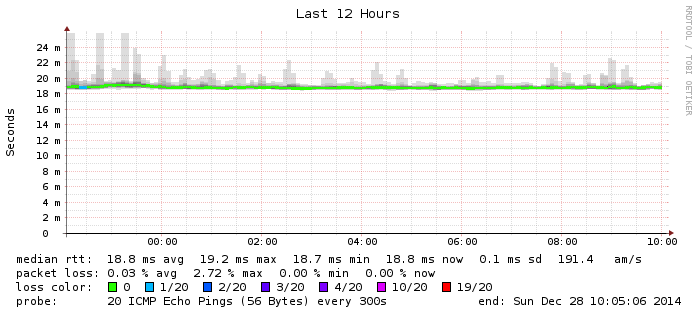 Last 12 Hours
RRDTOOL / TOBI OETIKER
Seconds
24 m
22 m
20 m
18 m
16 m
14 m
12 m
10 m
8 m
6 m
4 m
2 m
0
00:00 02:00 04:00 06:00 08:00 10:00
median rtt: 18.8 ms avg 19.2 ms max 18.7 ms min 18.8 ms now 0.1 ms sd 191.4 am/s
packet loss: 0.03 % avg 2.72 % max 0.00 % min 0.00 % now
loss color: 0 1/20 2/20 3/20 4/20 10/20 19/20
probe: 20 ICMP Echo Pings (56 Bytes) every 300s end: Sun Dec 28 10:05:06 2014